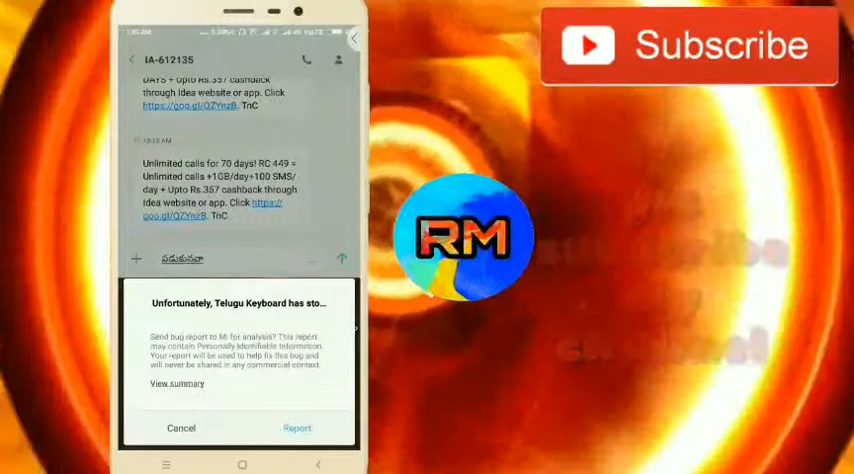 IA-612135
DAYS + Upto Rs.357 cashback
through Idea website or app. Click
https://goo.gl/QZYnzB. TnC
Unlimited calls for 70 days! RC 449 =
Unlimited calls +1GB/day+100 SMS/
day + Upto Rs.357 cashback through
Idea website or app. Click https://
goo.gl/QZYnzB. TnC
పడుకునవా
Unfortunately, Telugu Keyboard has sto...
Send bug report to Mi for analysis? This report
may contain Personally Identifiable Information.
Your report will be used to help fix this bug and
will never be shared in any commercial context.
View summary
Cancel
Report
RM
Subscribe